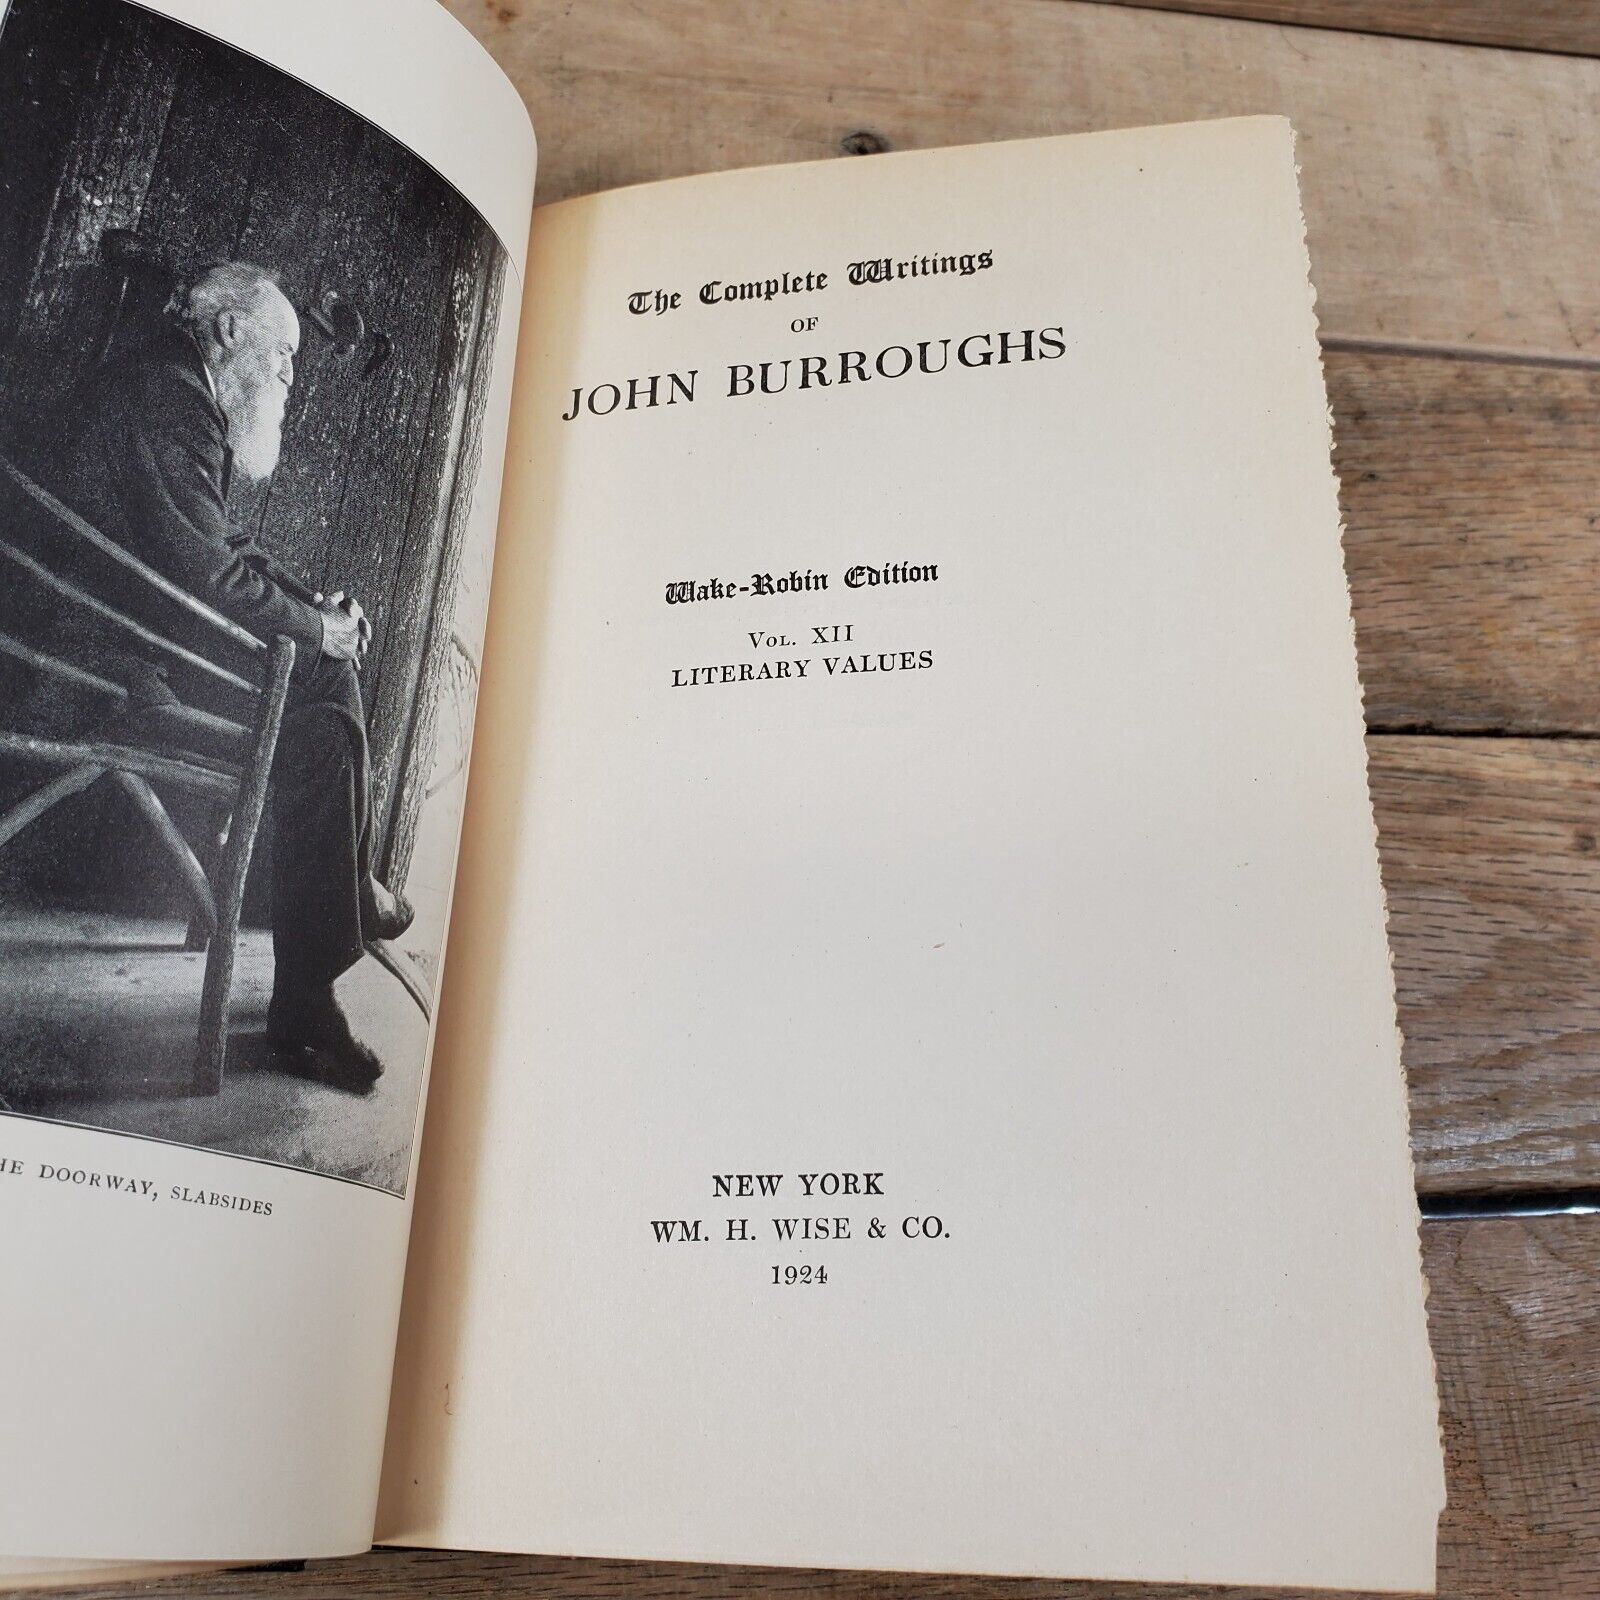 DOORWAY, SLABSIDES
The Complete Writings
OF
JOHN BURROUGHS
Wake-Robin Edition
VOL. XII
LITERARY VALUES
NEW YORK
WM. H. WISE & CO.
1924